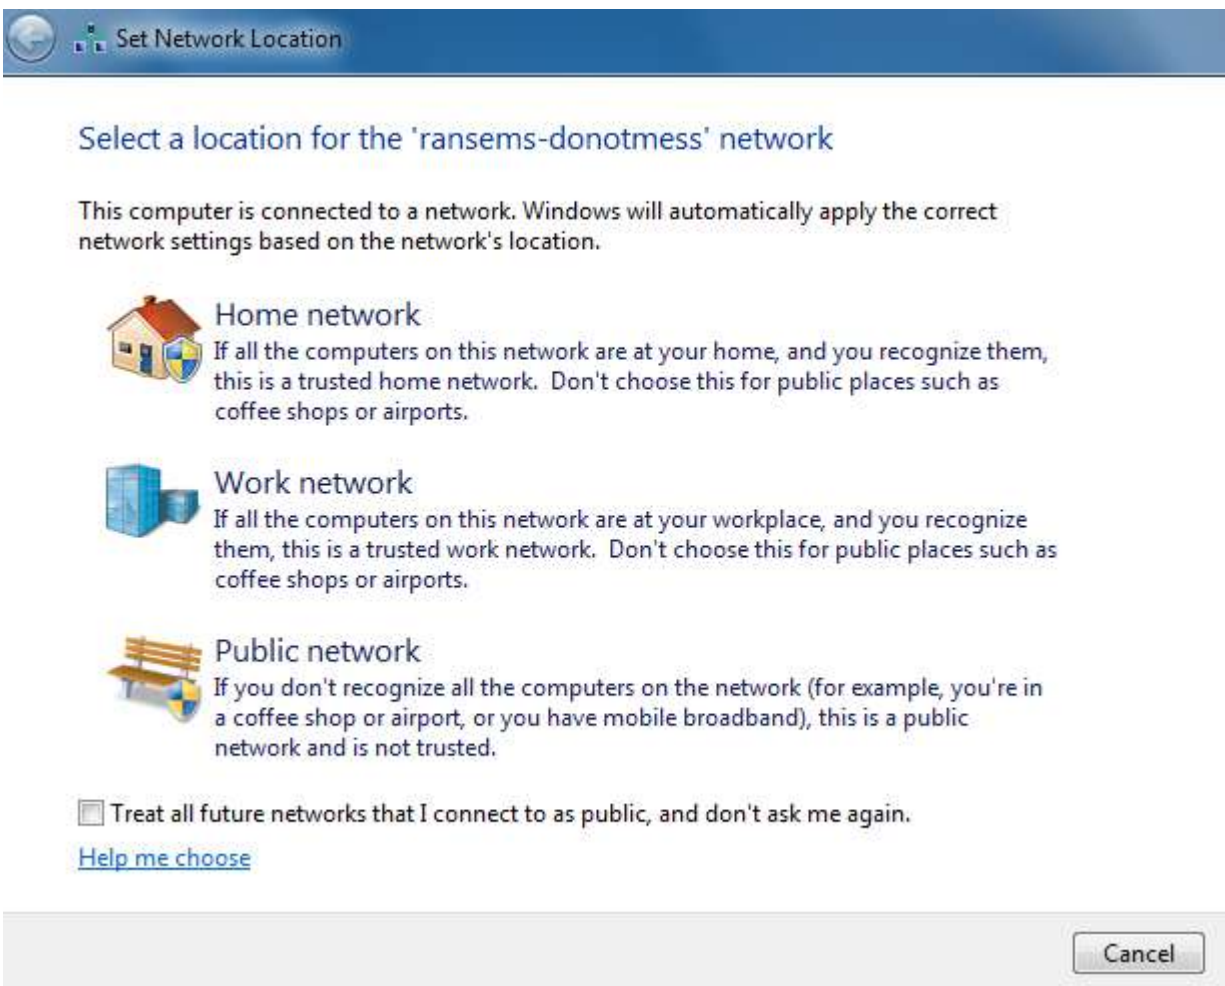 Set Network Location
Select a location for the 'ransems-donotmess' network
This computer is connected to a network. Windows will automatically apply the correct
network settings based on the network's location.
Home network
If all the computers on this network are at your home, and you recognize them,
this is a trusted home network.  Don't choose this for public places such as
coffee shops or airports.
Work network
If all the computers on this network are at your workplace, and you recognize
them, this is a trusted work network.  Don't choose this for public places such as
coffee shops or airports.
Public network
If you don't recognize all the computers on the network (for example, you're in
a coffee shop or airport, or you have mobile broadband), this is a public
network and is not trusted.
Treat all future networks that I connect to as public, and don't ask me again.
Help me choose
Cancel